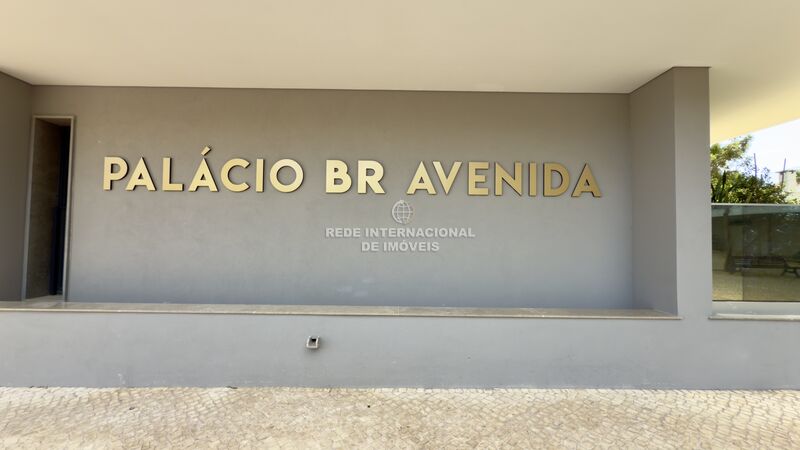 PALÁCIO BR AVENIDA
REDE INTERNACIONAL
DE IMÓVEIS